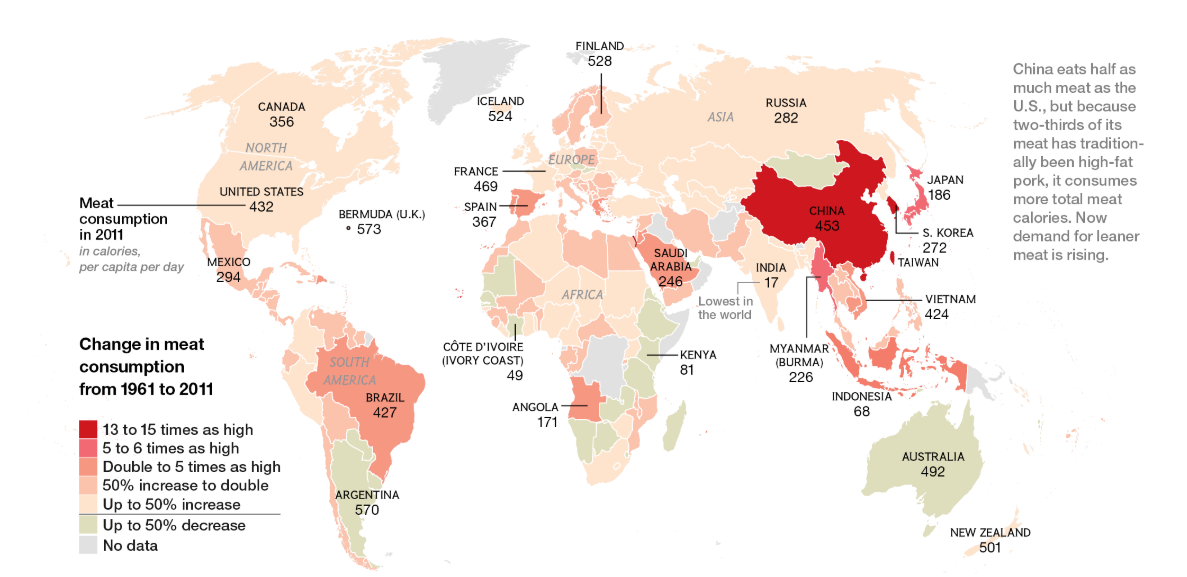 FINLAND
528
China eats half as
much meat as the
U.S., but because
two-thirds of its
meat has tradition-
ally been high-fat
pork, it consumes
more total meat
calories. Now
demand for leaner
meat is rising.
ICELAND
524
CANADA
356
RUSSIA
282
ASIA
NORTH
AMERICA
EUROPE
FRANCE
469
UNITED STATES
432
SPAIN
367
JAPAN
186
Meat
consumption
in 2011
in calories,
per capita per day
BERMUDA (U.K.)
573
CHINA
453
S. KOREA
272
TAIWAN
MEXICO
294
SAUDI
ARABIA
246
INDIA
17
AFRICA
Lowest in
the world
VIETNAM
424
CÔTE D'IVOIRE
(IVORY COAST)
49
KENYA
81
MYANMAR
(BURMA)
226
Change in meat
consumption
from 1961 to 2011
SOUTH
AMERICA
BRAZIL
427
ANGOLA
171
INDONESIA
68
13 to 15 times as high
5 to 6 times as high
Double to 5 times as high
50% increase to double
Up to 50% increase
Up to 50% decrease
No data
AUSTRALIA
492
ARGENTINA
570
NEW ZEALAND
501